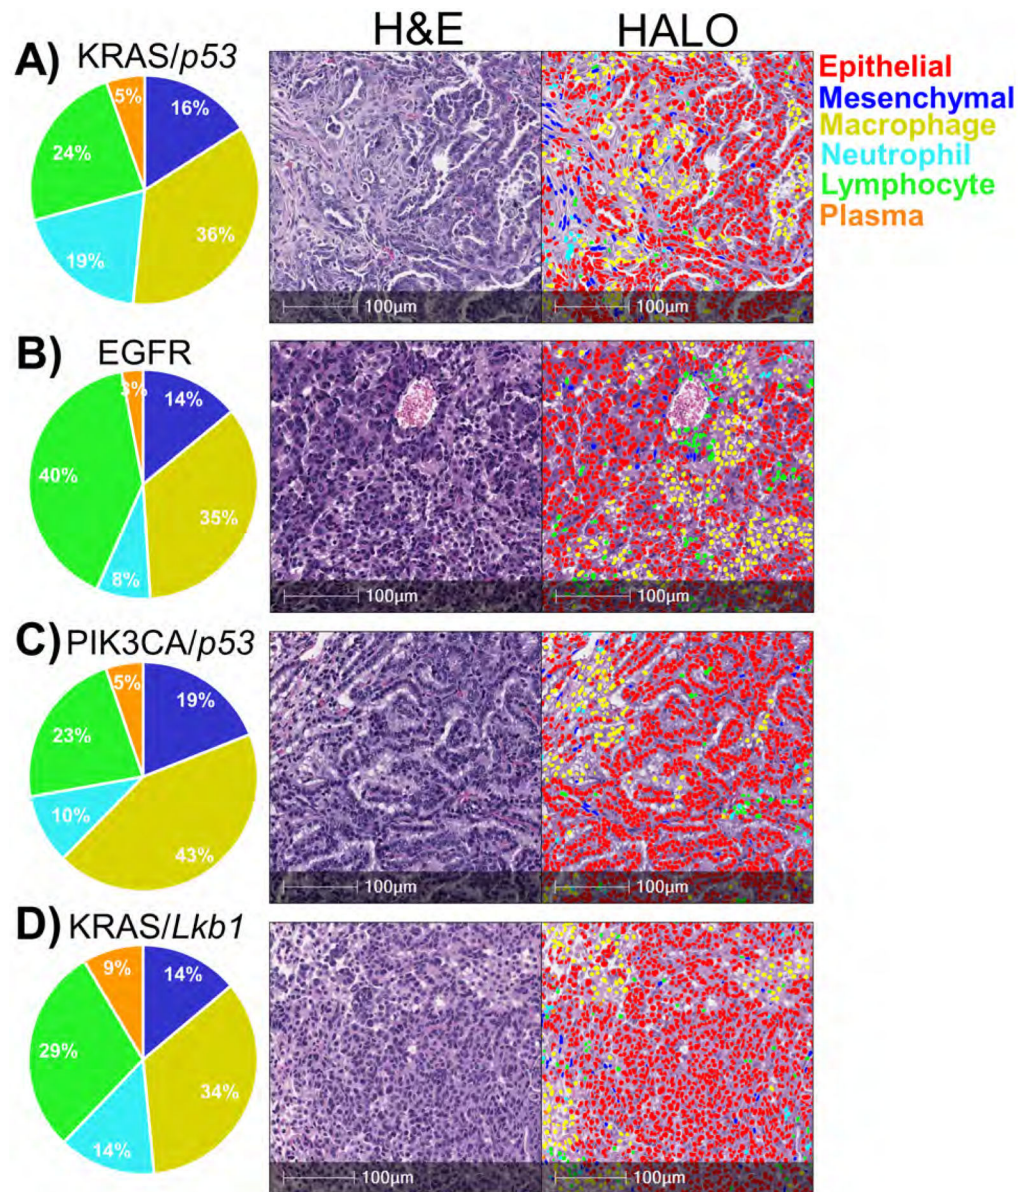 H&E HALO
A) KRAS/p53
5%
16%
24%
36%
19%
100μm 100μm
Epithelial
Mesenchymal
Macrophage
Neutrophil
Lymphocyte
Plasma
B) EGFR
3%
14%
40%
35%
8%
100μm 100μm
C) PIK3CA/p53
5%
19%
23%
10%
43%
100μm 100μm
D) KRAS/Lkb1
9%
14%
29%
34%
14%
100μm 100μm